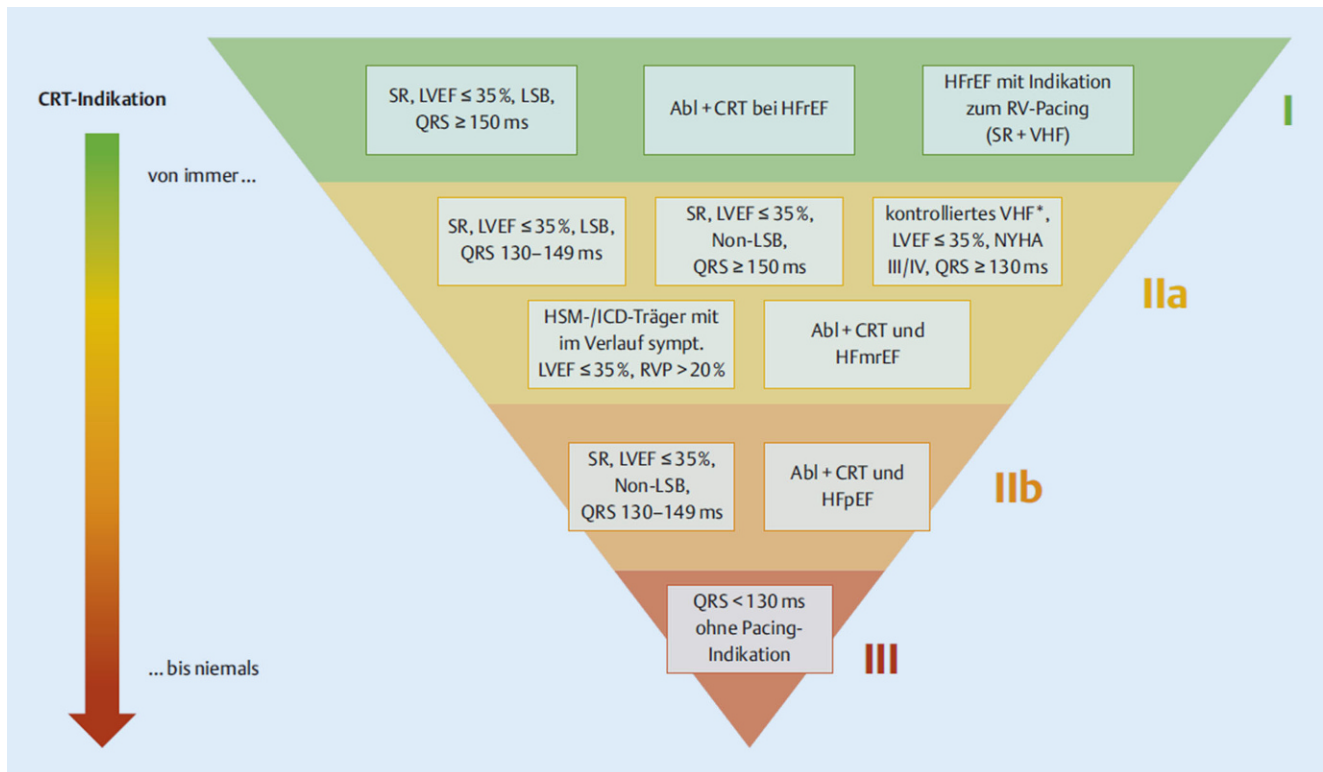 CRT-Indikation
von immer ...
... bis niemals
SR, LVEF ≤ 35 %, LSB,
QRS ≥ 150 ms
Abl + CRT bei HFrEF
HFrEF mit Indikation
zum RV-Pacing
(SR + VHF)
I
SR, LVEF ≤ 35 %, LSB,
QRS 130–149 ms
SR, LVEF ≤ 35 %,
Non-LSB,
QRS ≥ 150 ms
kontrolliertes VHF*,
LVEF ≤ 35 %, NYHA
III/IV, QRS ≥ 130 ms
HSM-/ICD-Träger mit
im Verlauf sympt.
LVEF ≤ 35 %, RVP > 20 %
Abl + CRT und
HFmrEF
IIa
SR, LVEF ≤ 35 %,
Non-LSB,
QRS 130–149 ms
Abl + CRT und
HFpEF
IIb
QRS < 130 ms
ohne Pacing-
Indikation
III